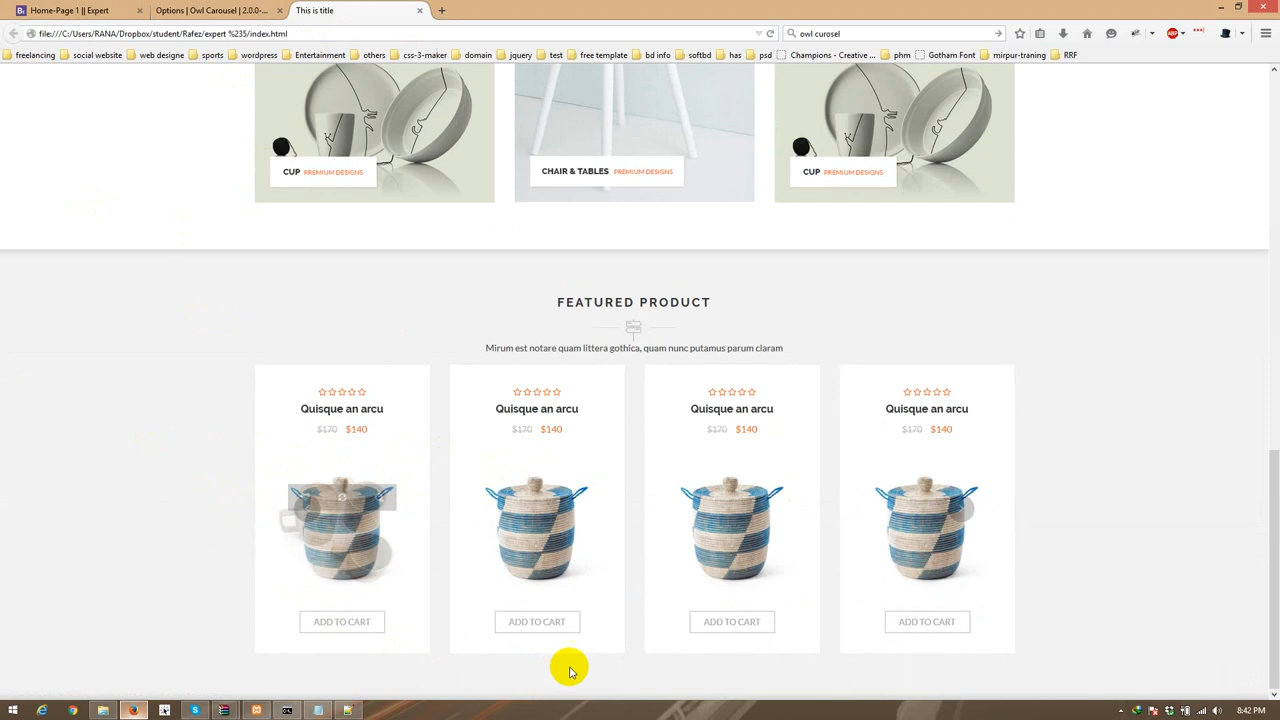 Home-Page 1 || Expert
Options | Owl Carousel | 2.0.0-
This is title
file:///C:/Users/RANA/Dropbox/student/Rafez/expert %235/index.html
owl curosel
freelancing
social website
web designe
sports
wordpress
Entertainment
others
css-3-maker
domain
jquery
test
free template
bd info
softbd
has
psd
Champions - Creative ...
phm
Gotham Font
mirpur-traning
RRF
CUP PREMIUM DESIGNS
CHAIR & TABLES PREMIUM DESIGNS
CUP PREMIUM DESIGNS
FEATURED PRODUCT
Mirum est notare quam littera gothica, quam nunc putamus parum claram
Quisque an arcu
Quisque an arcu
Quisque an arcu
Quisque an arcu
$170 $140
$170 $140
$170 $140
$170 $140
ADD TO CART
ADD TO CART
ADD TO CART
ADD TO CART
8:42 PM